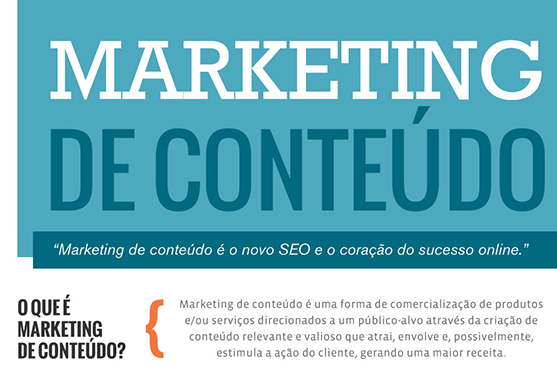 MARKETING
DE CONTEÚDO
“Marketing de conteúdo é o novo SEO e o coração do sucesso online.”
O QUE É
MARKETING
DE CONTEÚDO?
Marketing de conteúdo é uma forma de comercialização de produtos
e/ou serviços direcionados a um público-alvo através da criação de
conteúdo relevante e valioso que atrai, envolve e, possivelmente,
estimula a ação do cliente, gerando uma maior receita.